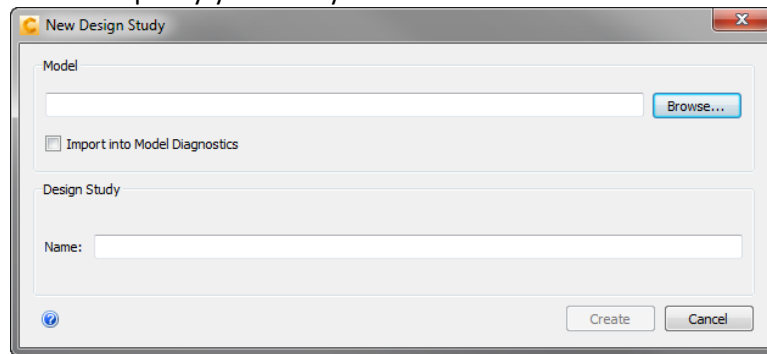 New Design Study
Model
Browse...
Import into Model Diagnostics
Design Study
Name:
Create Cancel